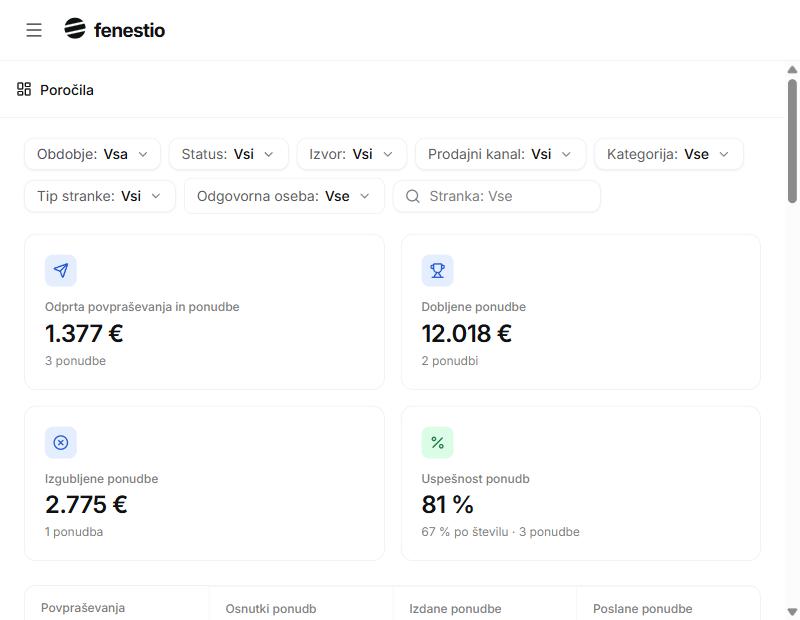 fenestio
Poročila
Obdobje: Vsa
Status: Vsi
Izvor: Vsi
Prodajni kanal: Vsi
Kategorija: Vse
Tip stranke: Vsi
Odgovorna oseba: Vse
Stranka: Vse
Odprta povpraševanja in ponudbe
1.377 €
3 ponudbe
Dobljene ponudbe
12.018 €
2 ponudbi
Izgubljene ponudbe
2.775 €
1 ponudba
Uspešnost ponudb
81 %
67 % po številu · 3 ponudbe
Povpraševanja
Osnutki ponudb
Izdane ponudbe
Poslane ponudbe